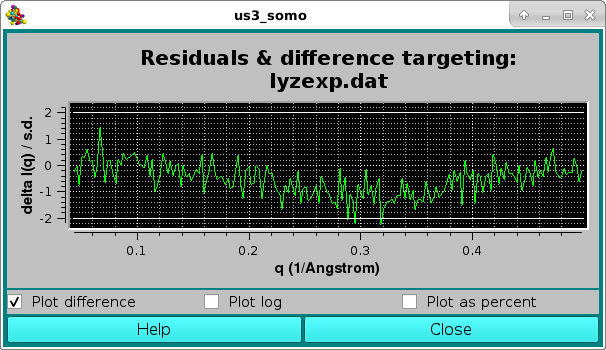 us3_somo
Residuals & difference targeting:
lyzexp.dat
delta I(q) / s.d.
2
1
0
-1
-2
0.1 0.2 0.3 0.4
q (1/Angstrom)
Plot difference Plot log Plot as percent
Help Close